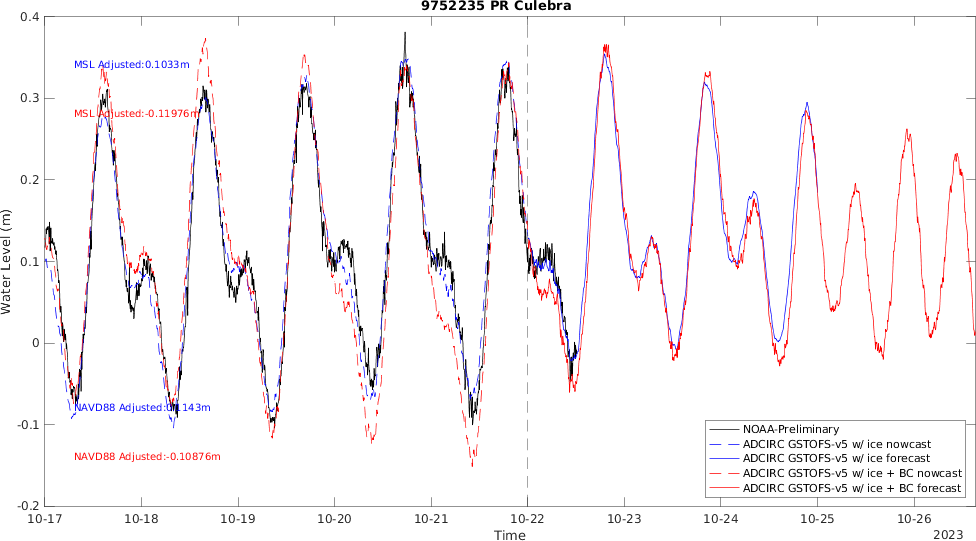 9752235 PR Culebra
0.4
MSL Adjusted:0.1033m
0.3
MSL Adjusted:-0.11976m
0.2
Water Level (m)
0.1
0
NAVD88 Adjusted:0.1143m
-0.1
NOAA-Preliminary
ADCIRC GSTOFS-v5 w/ ice nowcast
NAVD88 Adjusted:-0.10876m
ADCIRC GSTOFS-v5 w/ ice forecast
ADCIRC GSTOFS-v5 w/ ice + BC nowcast
ADCIRC GSTOFS-v5 w/ ice + BC forecast
-0.2
10-17 10-18 10-19 10-20 10-21 10-22 10-23 10-24 10-25 10-26
Time
2023